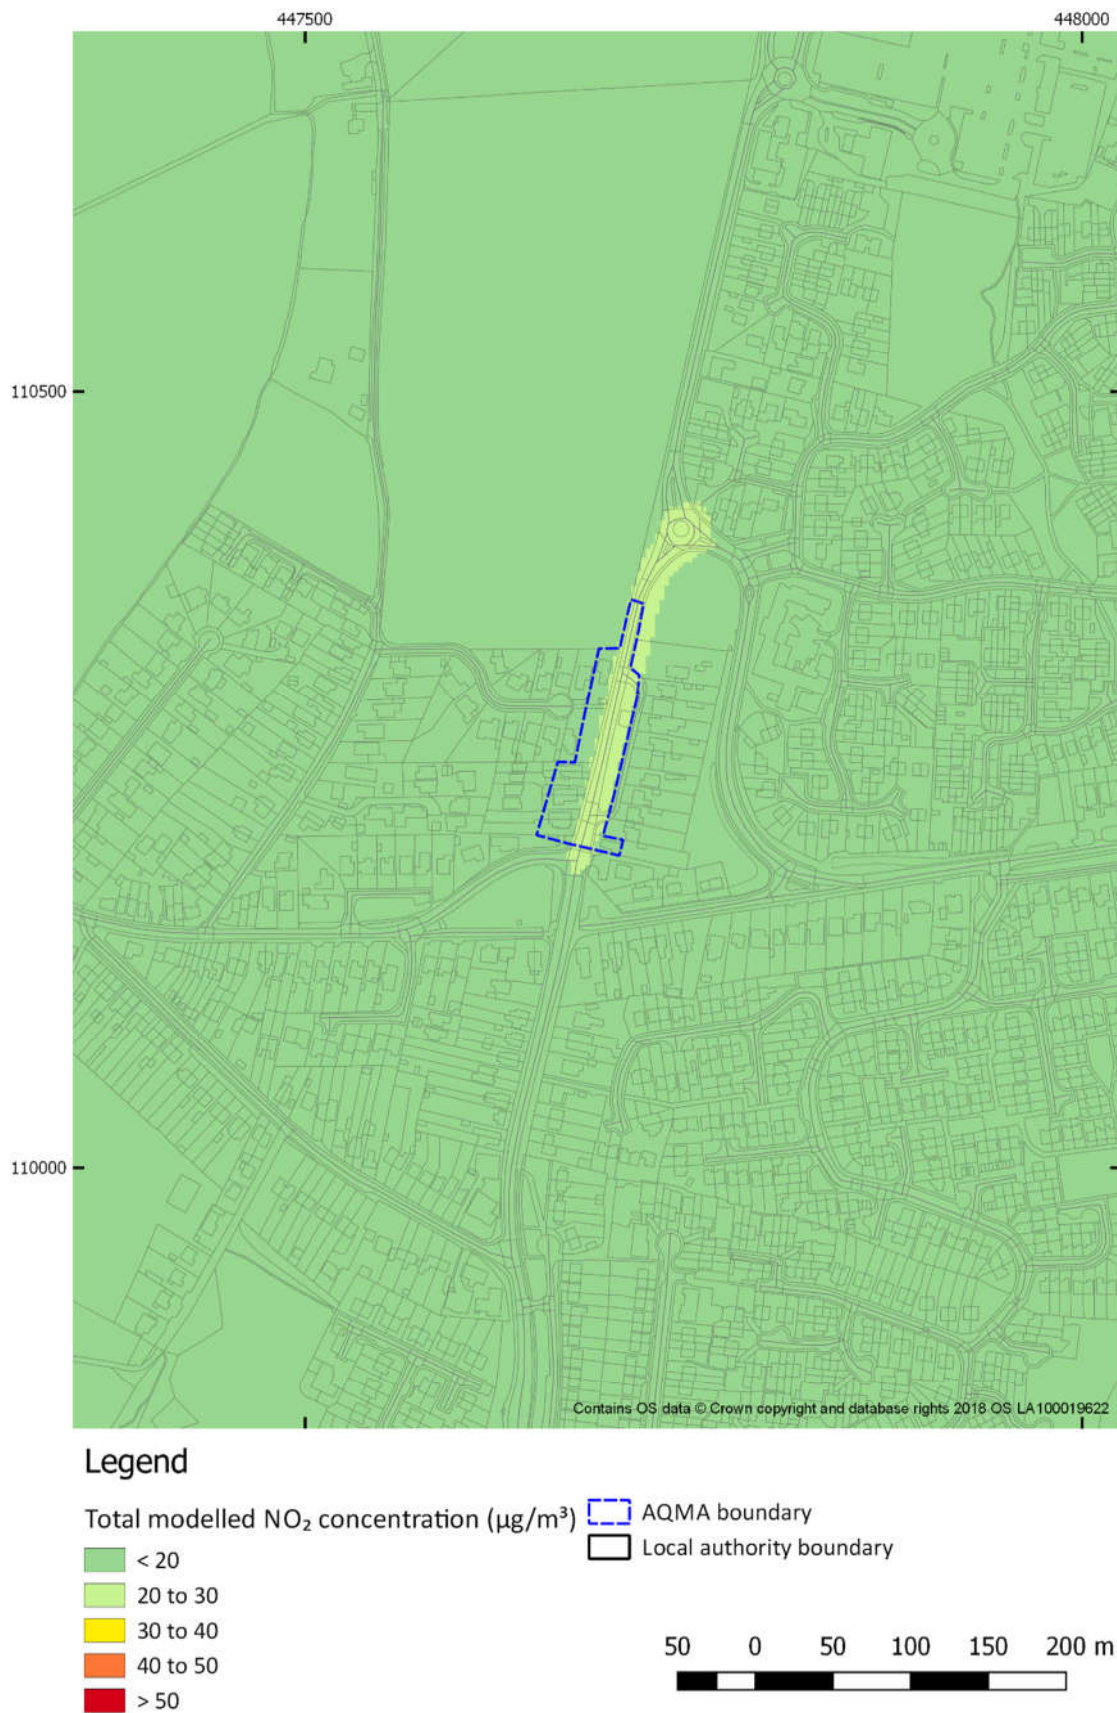 447500 448000
110500
110000
Contains OS data © Crown copyright and database rights 2018 OS LA100019622
Legend
Total modelled NO₂ concentration (µg/m³)
< 20
20 to 30
30 to 40
40 to 50
> 50
AQMA boundary
Local authority boundary
50 0 50 100 150 200 m